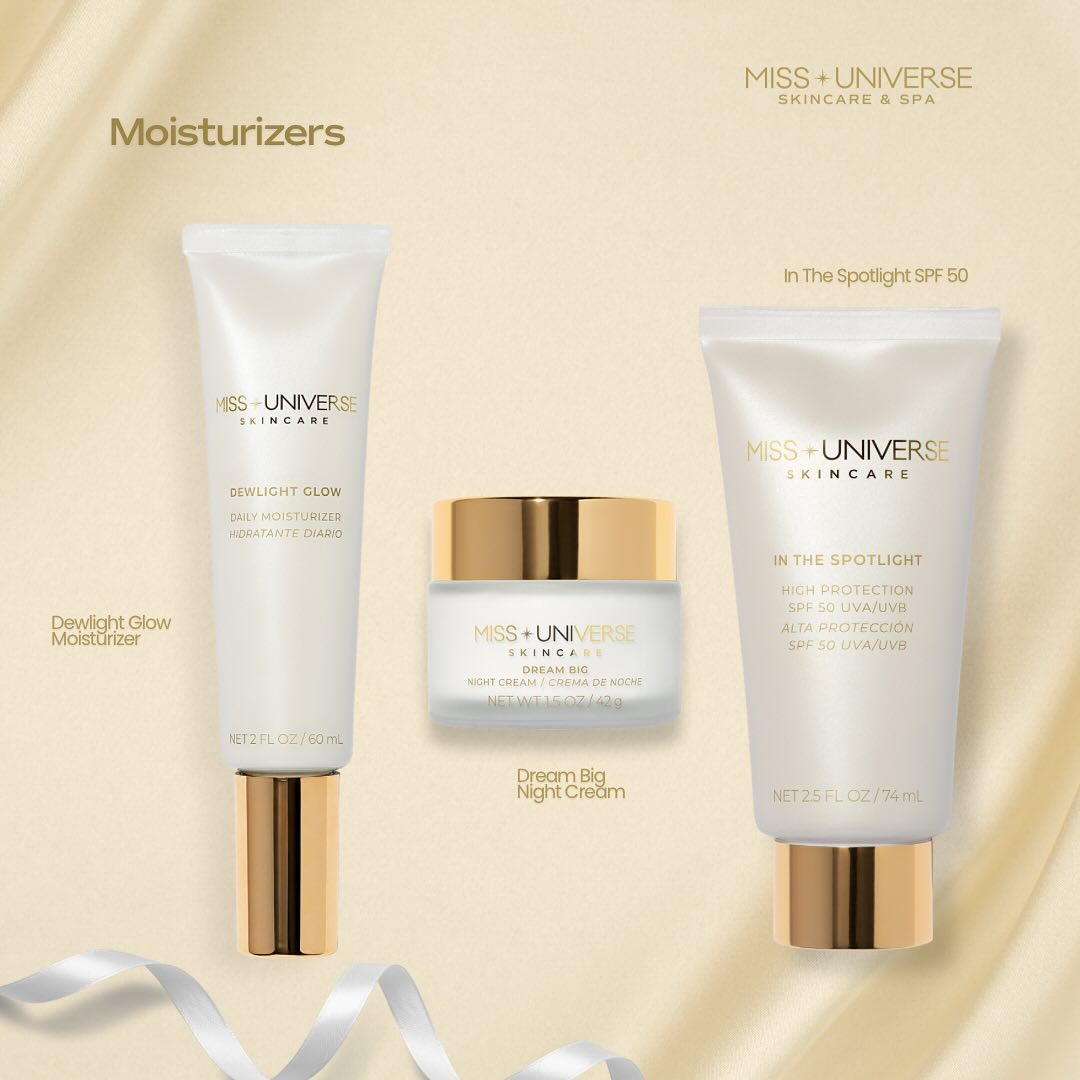 MISS UNIVERSE
SKINCARE & SPA
Moisturizers
MISS UNIVERSE
SKINCARE
DEWLIGHT GLOW
DAILY MOISTURIZER
HIDRATANTE DIARIO
NET 2 FL OZ / 60 mL
Dewlight Glow
Moisturizer
MISS UNIVERSE
SKINCARE
DREAM BIG
NIGHT CREAM / CREMA DE NOCHE
NET WT 1.5 OZ / 42 g
Dream Big
Night Cream
In The Spotlight SPF 50
MISS UNIVERSE
SKINCARE
IN THE SPOTLIGHT
HIGH PROTECTION
SPF 50 UVA/UVB
ALTA PROTECCIÓN
SPF 50 UVA/UVB
NET 2.5 FL OZ / 74 mL